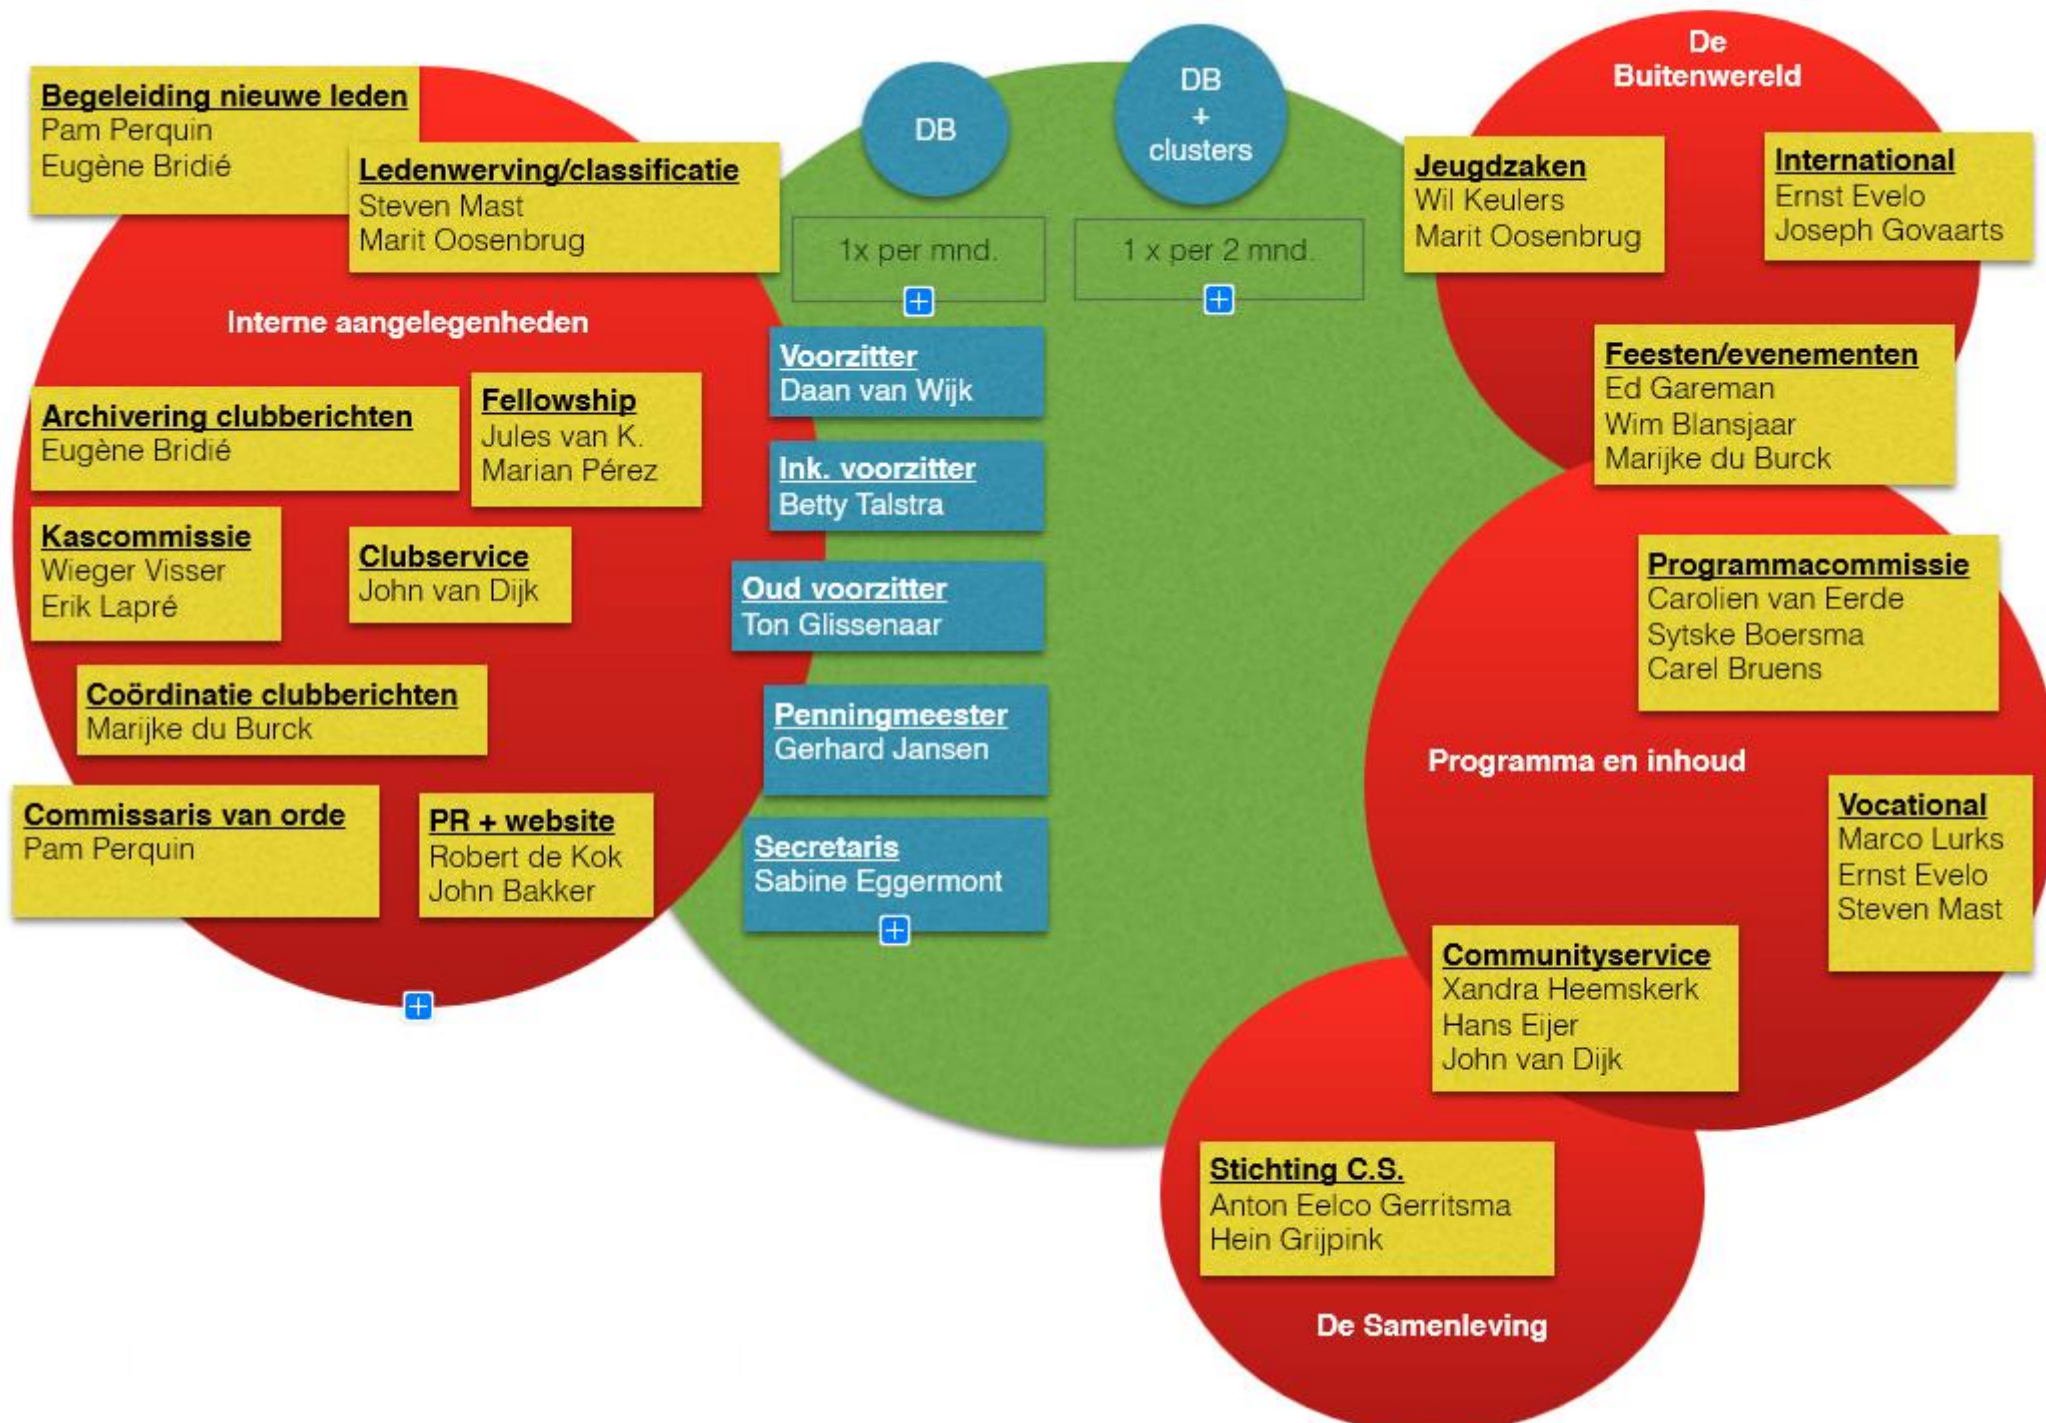 Begeleiding nieuwe leden
Pam Perquin
Eugène Bridié
Ledenwerving/classificatie
Steven Mast
Marit Oosenbrug
Interne aangelegenheden
Archivering clubberichten
Eugène Bridié
Fellowship
Jules van K.
Marian Pérez
Kascommissie
Wieger Visser
Erik Lapré
Clubservice
John van Dijk
Coördinatie clubberichten
Marijke du Burck
Commissaris van orde
Pam Perquin
PR + website
Robert de Kok
John Bakker
DB
1x per mnd.
DB
+
clusters
1 x per 2 mnd.
Voorzitter
Daan van Wijk
Ink. voorzitter
Betty Talstra
Oud voorzitter
Ton Glissenaar
Penningmeester
Gerhard Jansen
Secretaris
Sabine Eggermont
De
Buitenwereld
Jeugdzaken
Wil Keulers
Marit Oosenbrug
International
Ernst Evelo
Joseph Govaarts
Feesten/evenementen
Ed Gareman
Wim Blansjaar
Marijke du Burck
Programmacommissie
Carolien van Eerde
Sytske Boersma
Carel Bruens
Programma en inhoud
Vocational
Marco Lurks
Ernst Evelo
Steven Mast
Communityservice
Xandra Heemskerk
Hans Eijer
John van Dijk
Stichting C.S.
Anton Eelco Gerritsma
Hein Grijpink
De Samenleving